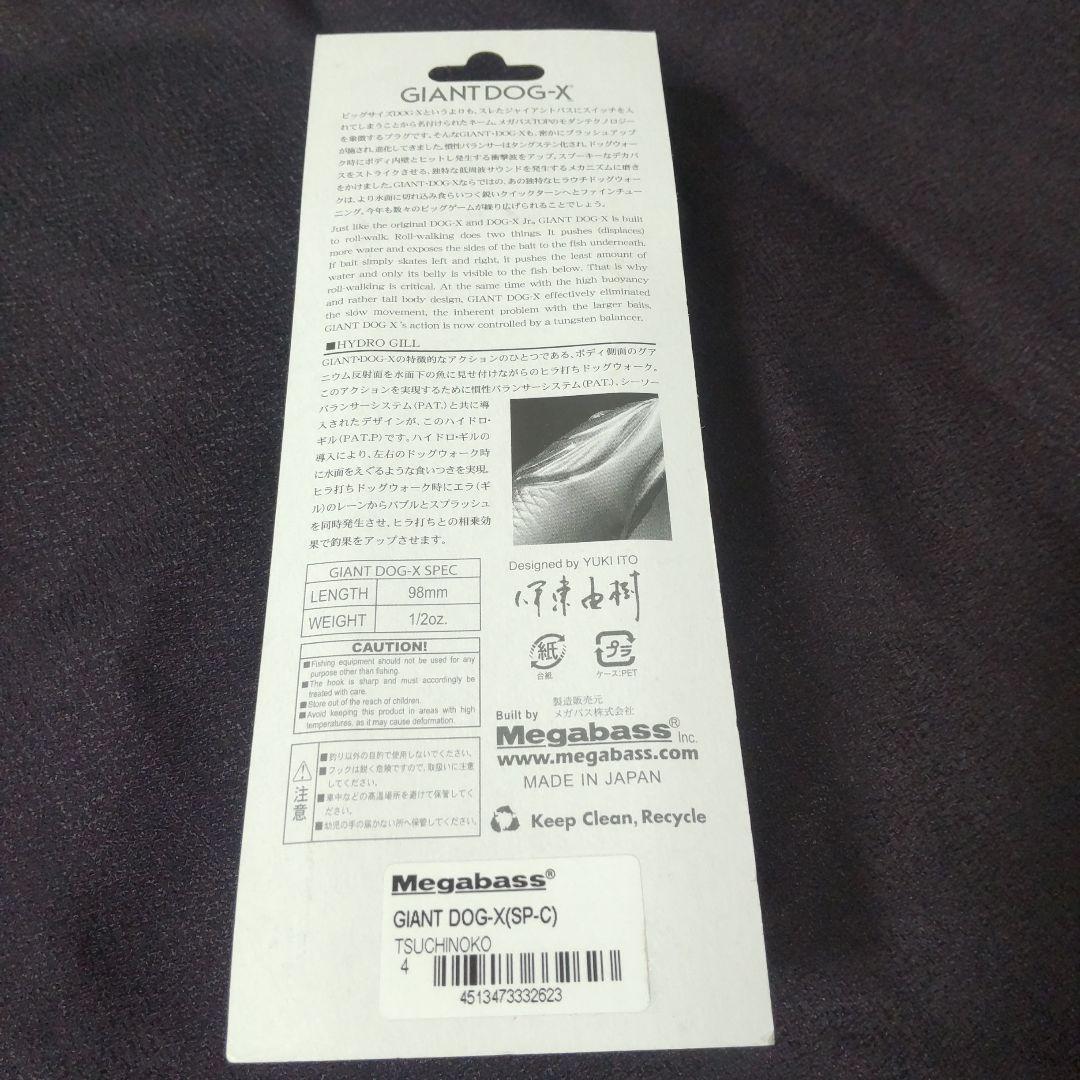 GIANT DOG-X
ビッグサイズDOG-Xというよりも、スレたジャイアントバスにスイッチを入
れてしまうことから名付けられたネーム。メガバスTOPのモダンテクノロジー
を象徴するプラグです。そんなGIANT・DOG-Xも、密かにブラッシュアップ
が施され、進化してきました。慣性バランサーはタングステン化され、ドッグウォー
ク時にボディ内壁とヒットし発生する衝撃波をアップ。スプーキーなデカバ
スをストライクさせる、独特な低周波サウンドを発生するメカニズムに磨き
をかけました。GIANT・DOG-Xならではの、あの独特なヒラウチドッグウォー
クは、より水面に切れ込み食らいつく鋭いクイックターンへとファインチュー
ニング。今年も数々のビッグゲームが繰り広げられることでしょう。
Just like the original DOG-X and DOG-X Jr., GIANT DOG-X is built
to roll-walk. Roll-walking does two things. It pushes (displaces)
more water and exposes the sides of the bait to the fish underneath.
If bait simply skates left and right, it pushes the least amount of
water and only its belly is visible to the fish below. That is why
roll-walking is critical. At the same time with the high buoyancy
and rather tall body design, GIANT DOG-X effectively eliminated
the slow movement, the inherent problem with the larger baits.
GIANT DOG-X's action is now controlled by a tungsten balancer.
■HYDRO GILL
GIANT・DOG-Xの特徴的なアクションのひとつである、ボディ側面のグア
ニウム反射面を水面下の魚に見せ付けながらのヒラ打ちドッグウォーク。
このアクションを実現するために慣性バランサーシステム(PAT.)、シーソー
バランサーシステム(PAT.)と共に導
入されたデザインが、このハイドロ・
ギル(PAT.P)です。ハイドロ・ギルの
導入により、左右のドッグウォーク時
に水面をえぐるような食いつきを実現。
ヒラ打ちドッグウォーク時にエラ(ギ
ル)のレーンからバブルとスプラッシュ
を同時発生させ、ヒラ打ちとの相乗効
果で釣果をアップさせます。
GIANT DOG-X SPEC
LENGTH 98mm
WEIGHT 1/2oz.
Designed by YUKI ITO
伊東由樹
CAUTION!
■Fishing equipment should not be used for any
purpose other than fishing.
■The hook is sharp and must accordingly be
treated with care.
■Store out of the reach of children.
■Avoid keeping this product in areas with high
temperatures, as it may cause deformation.
紙
台紙
プラ
ケース:PET
製造販売元
メガバス株式会社
Built by
Megabass® Inc.
www.megabass.com
MADE IN JAPAN
注意
■釣り以外の目的で使用しないでください。
■フックは鋭く危険ですので、取扱いに注意
してください。
■車中などの高温場所を避けて保管してく
ださい。
■幼児の手の届かない所へ保管してください。
Keep Clean, Recycle
Megabass®
GIANT DOG-X(SP-C)
TSUCHINOKO
4
4513473332623